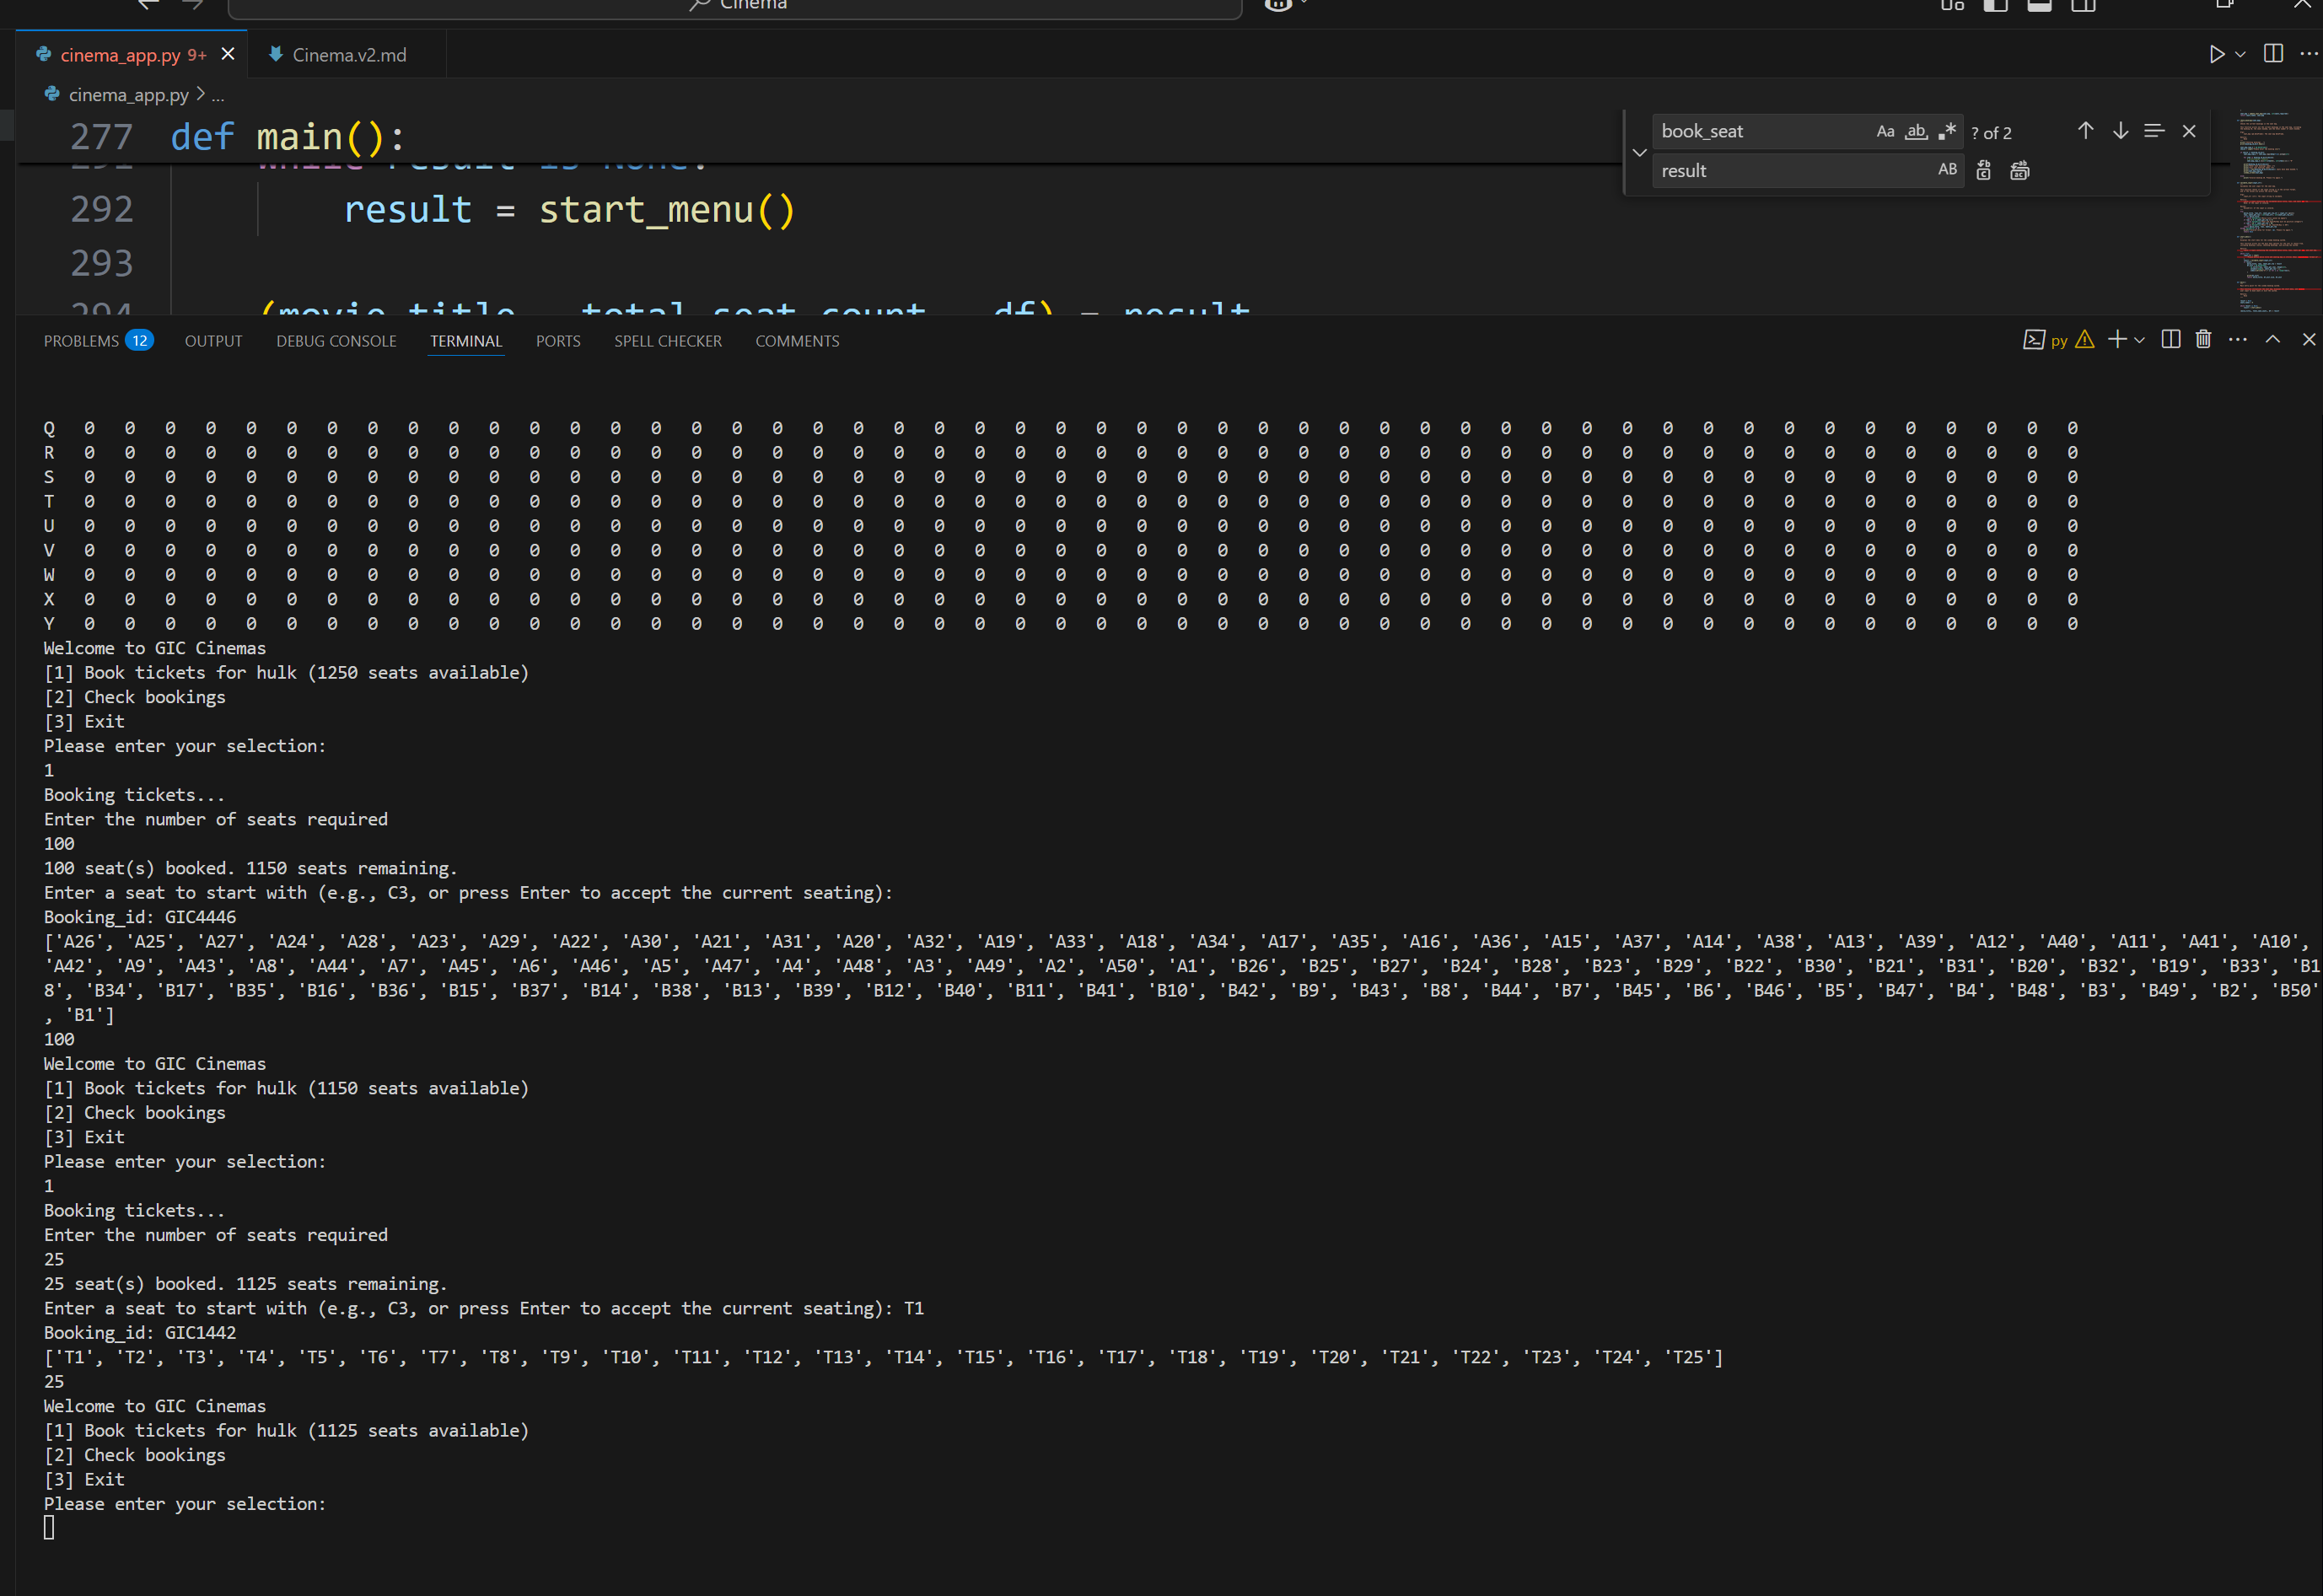 Cinema
cinema_app.py 9+
Cinema.v2.md
cinema_app.py > ...
277 def main():
book_seat
Aa ab .* ? of 2
result
AB
291 while result is None:
292 result = start_menu()
293
294 (movie_title, total_seat_count, df) = result
PROBLEMS 12 OUTPUT DEBUG CONSOLE TERMINAL PORTS SPELL CHECKER COMMENTS
py
Q 0 0 0 0 0 0 0 0 0 0 0 0 0 0 0 0 0 0 0 0 0 0 0 0 0 0 0 0 0 0 0 0 0 0 0 0 0 0 0 0 0 0 0 0 0 0 0 0 0 0
R 0 0 0 0 0 0 0 0 0 0 0 0 0 0 0 0 0 0 0 0 0 0 0 0 0 0 0 0 0 0 0 0 0 0 0 0 0 0 0 0 0 0 0 0 0 0 0 0 0 0
S 0 0 0 0 0 0 0 0 0 0 0 0 0 0 0 0 0 0 0 0 0 0 0 0 0 0 0 0 0 0 0 0 0 0 0 0 0 0 0 0 0 0 0 0 0 0 0 0 0 0
T 0 0 0 0 0 0 0 0 0 0 0 0 0 0 0 0 0 0 0 0 0 0 0 0 0 0 0 0 0 0 0 0 0 0 0 0 0 0 0 0 0 0 0 0 0 0 0 0 0 0
U 0 0 0 0 0 0 0 0 0 0 0 0 0 0 0 0 0 0 0 0 0 0 0 0 0 0 0 0 0 0 0 0 0 0 0 0 0 0 0 0 0 0 0 0 0 0 0 0 0 0
V 0 0 0 0 0 0 0 0 0 0 0 0 0 0 0 0 0 0 0 0 0 0 0 0 0 0 0 0 0 0 0 0 0 0 0 0 0 0 0 0 0 0 0 0 0 0 0 0 0 0
W 0 0 0 0 0 0 0 0 0 0 0 0 0 0 0 0 0 0 0 0 0 0 0 0 0 0 0 0 0 0 0 0 0 0 0 0 0 0 0 0 0 0 0 0 0 0 0 0 0 0
X 0 0 0 0 0 0 0 0 0 0 0 0 0 0 0 0 0 0 0 0 0 0 0 0 0 0 0 0 0 0 0 0 0 0 0 0 0 0 0 0 0 0 0 0 0 0 0 0 0 0
Y 0 0 0 0 0 0 0 0 0 0 0 0 0 0 0 0 0 0 0 0 0 0 0 0 0 0 0 0 0 0 0 0 0 0 0 0 0 0 0 0 0 0 0 0 0 0 0 0 0 0
Welcome to GIC Cinemas
[1] Book tickets for hulk (1250 seats available)
[2] Check bookings
[3] Exit
Please enter your selection:
1
Booking tickets...
Enter the number of seats required
100
100 seat(s) booked. 1150 seats remaining.
Enter a seat to start with (e.g., C3, or press Enter to accept the current seating):
Booking_id: GIC4446
['A26', 'A25', 'A27', 'A24', 'A28', 'A23', 'A29', 'A22', 'A30', 'A21', 'A31', 'A20', 'A32', 'A19', 'A33', 'A18', 'A34', 'A17', 'A35', 'A16', 'A36', 'A15', 'A37', 'A14', 'A38', 'A13', 'A39', 'A12', 'A40', 'A11', 'A41', 'A10',
'A42', 'A9', 'A43', 'A8', 'A44', 'A7', 'A45', 'A6', 'A46', 'A5', 'A47', 'A4', 'A48', 'A3', 'A49', 'A2', 'A50', 'A1', 'B26', 'B25', 'B27', 'B24', 'B28', 'B23', 'B29', 'B22', 'B30', 'B21', 'B31', 'B20', 'B32', 'B19', 'B33', 'B1
8', 'B34', 'B17', 'B35', 'B16', 'B36', 'B15', 'B37', 'B14', 'B38', 'B13', 'B39', 'B12', 'B40', 'B11', 'B41', 'B10', 'B42', 'B9', 'B43', 'B8', 'B44', 'B7', 'B45', 'B6', 'B46', 'B5', 'B47', 'B4', 'B48', 'B3', 'B49', 'B2', 'B50'
, 'B1']
100
Welcome to GIC Cinemas
[1] Book tickets for hulk (1150 seats available)
[2] Check bookings
[3] Exit
Please enter your selection:
1
Booking tickets...
Enter the number of seats required
25
25 seat(s) booked. 1125 seats remaining.
Enter a seat to start with (e.g., C3, or press Enter to accept the current seating): T1
Booking_id: GIC1442
['T1', 'T2', 'T3', 'T4', 'T5', 'T6', 'T7', 'T8', 'T9', 'T10', 'T11', 'T12', 'T13', 'T14', 'T15', 'T16', 'T17', 'T18', 'T19', 'T20', 'T21', 'T22', 'T23', 'T24', 'T25']
25
Welcome to GIC Cinemas
[1] Book tickets for hulk (1125 seats available)
[2] Check bookings
[3] Exit
Please enter your selection: